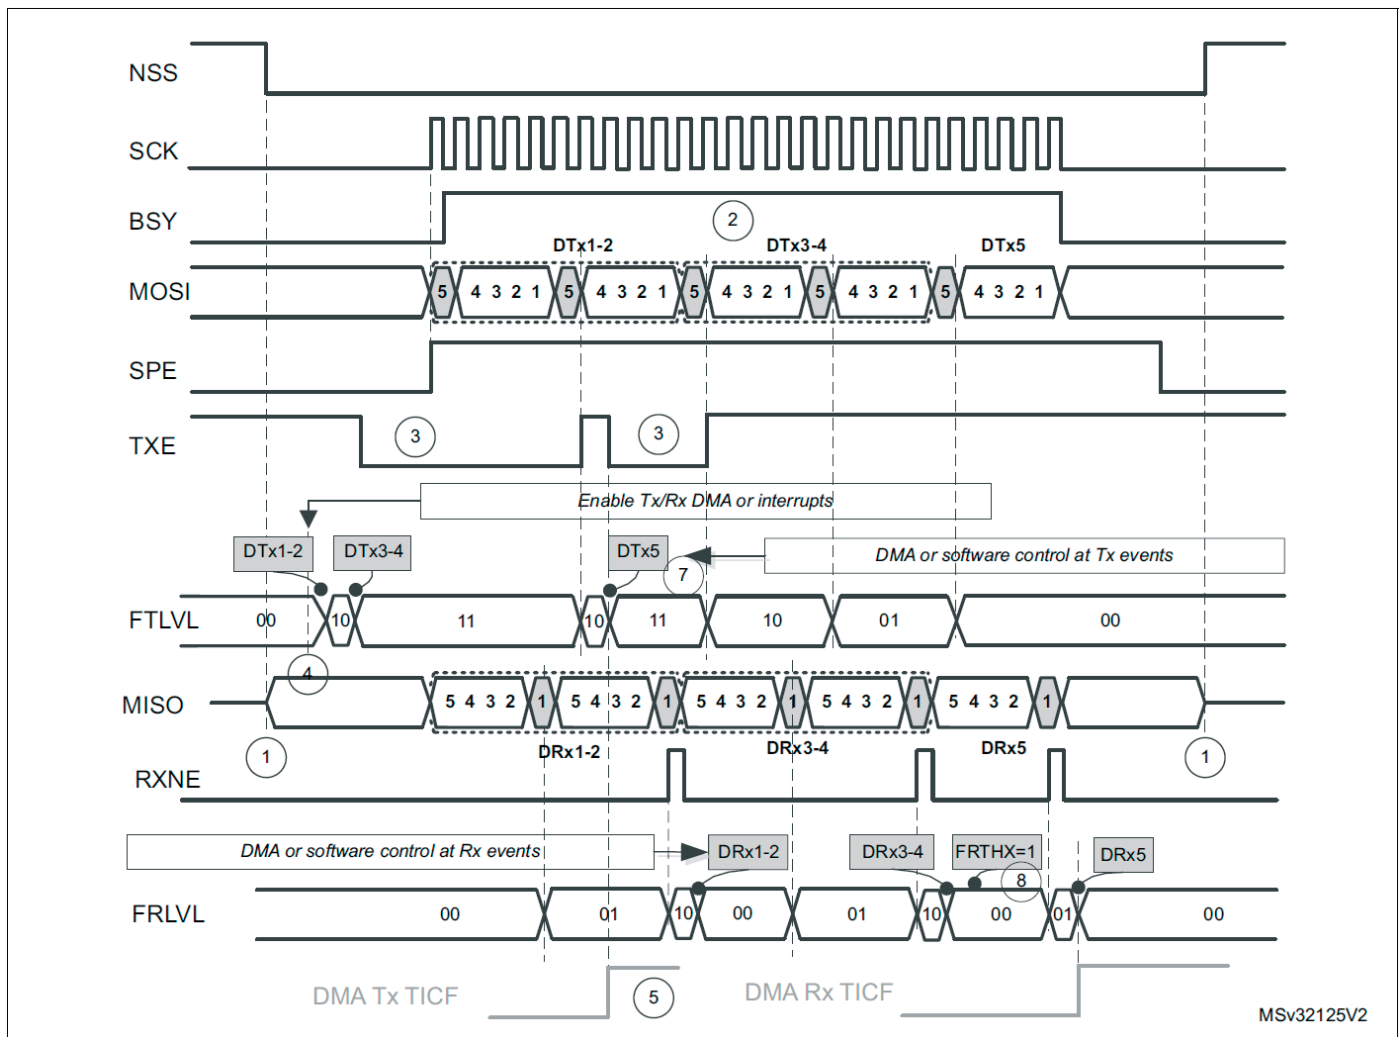 NSS
SCK
BSY
2
DTx1-2 DTx3-4 DTx5
MOSI 5 4 3 2 1 5 4 3 2 1 5 4 3 2 1 5 4 3 2 1 5 4 3 2 1
SPE
TXE 3 3
Enable Tx/Rx DMA or interrupts
DTx1-2 DTx3-4 DTx5 DMA or software control at Tx events
7
FTLVL 00 10 11 10 11 10 01 00
4
MISO 5 4 3 2 1 5 4 3 2 1 5 4 3 2 1 5 4 3 2 1 5 4 3 2 1
1 DRx1-2 DRx3-4 DRx5 1
RXNE
DMA or software control at Rx events DRx1-2 DRx3-4 FRTHX=1 DRx5
8
FRLVL 00 01 10 00 01 10 00 01 00
DMA Tx TICF 5 DMA Rx TICF
MSv32125V2